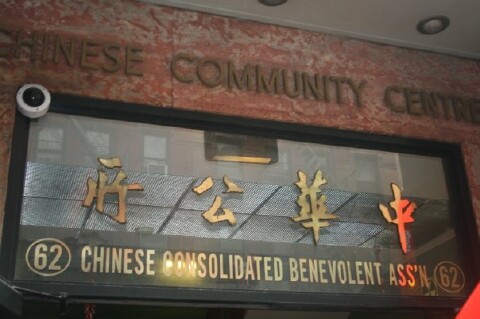 CHINESE COMMUNITY CENTRE
中華公所
62 CHINESE CONSOLIDATED BENEVOLENT ASS'N 62